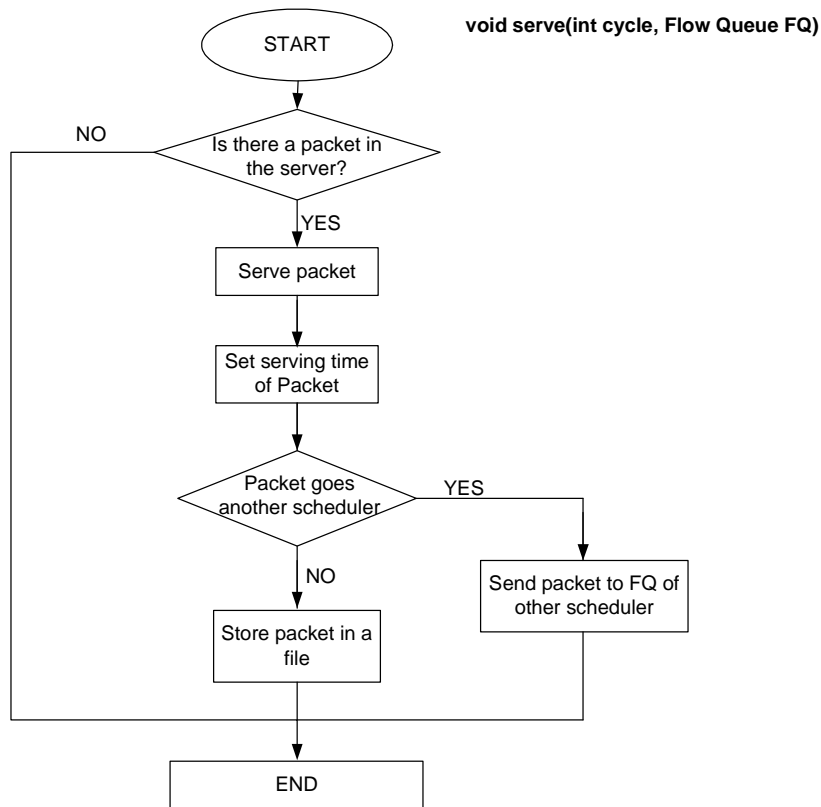 void serve(int cycle, Flow Queue FQ)
START
NO
Is there a packet in
the server?
YES
Serve packet
Set serving time
of Packet
Packet goes
another scheduler
YES
NO
Send packet to FQ of
other scheduler
Store packet in a
file
END